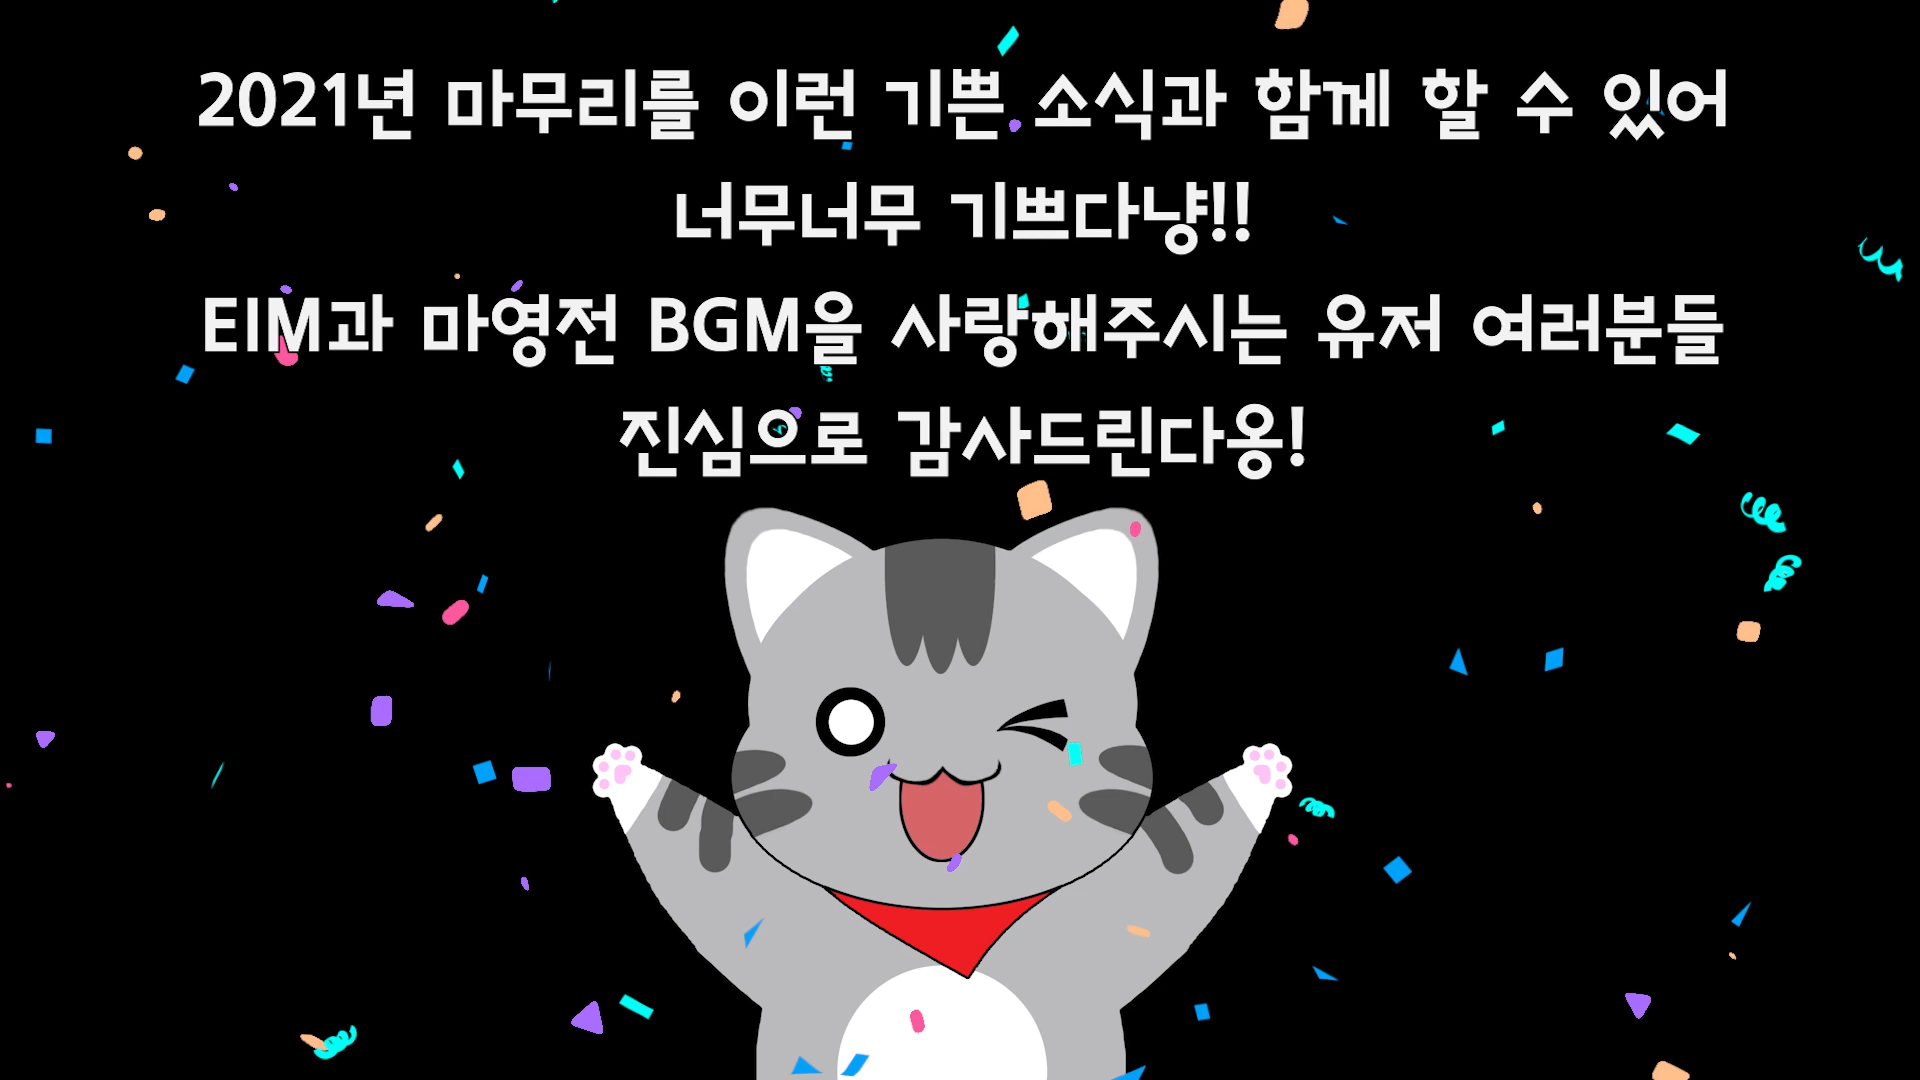 2021년 마무리를 이런 기쁜 소식과 함께 할 수 있어
너무너무 기쁘다냥!!
EIM과 마영전 BGM을 사랑해주시는 유저 여러분들
진심으로 감사드린다옹!